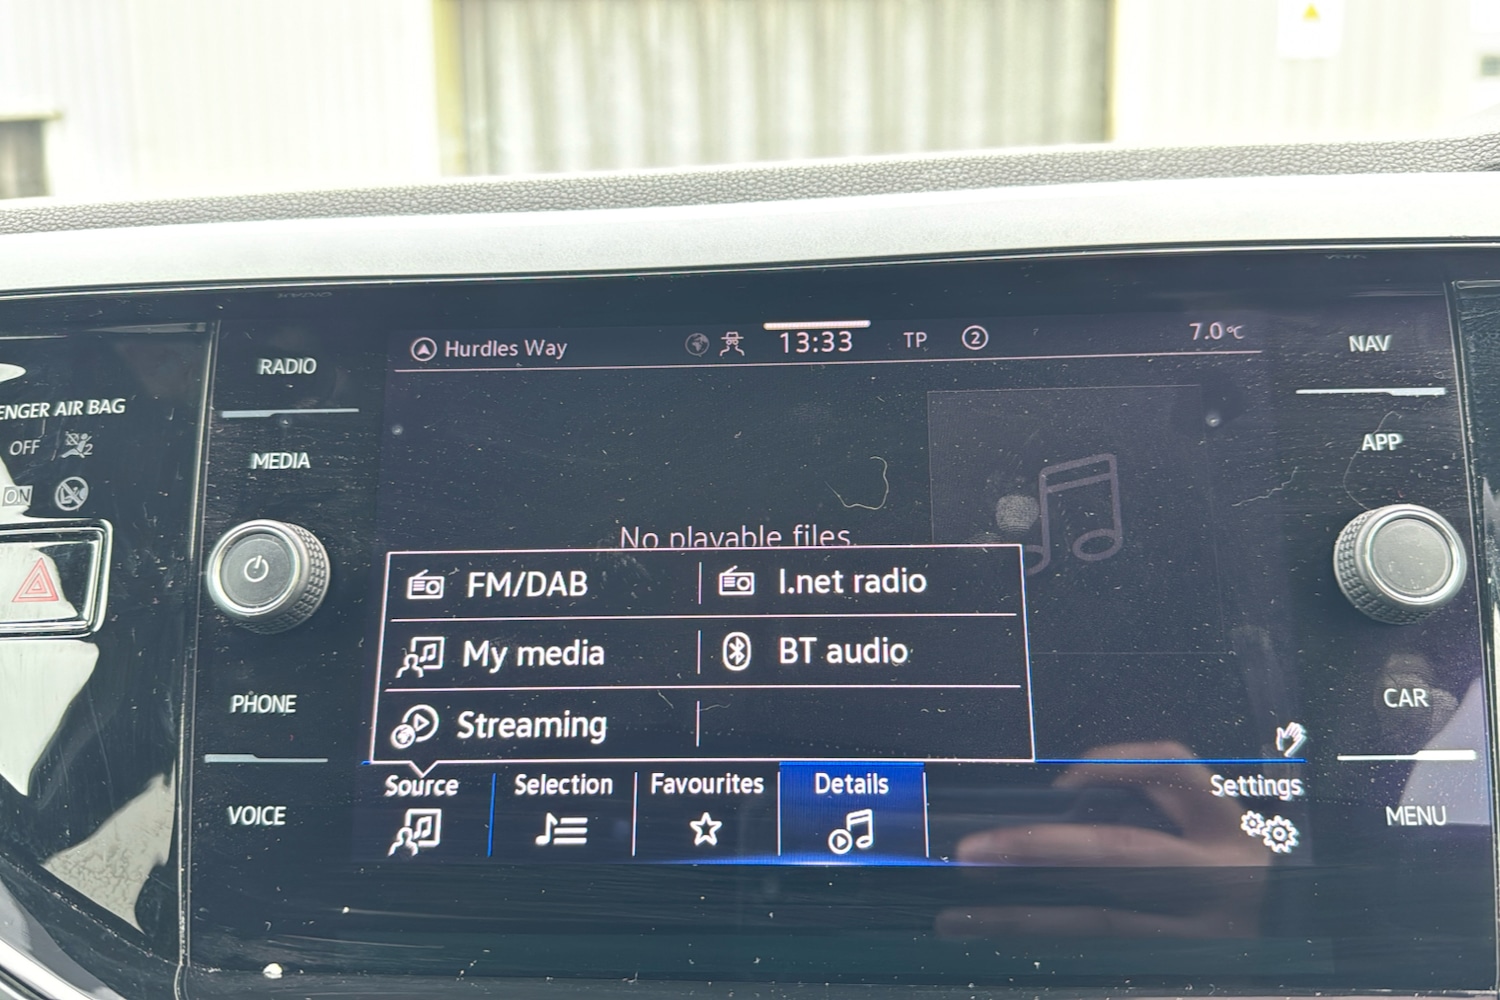 RADIO
MEDIA
PHONE
VOICE
ENGER AIR BAG
OFF
2
ON
Hurdles Way
13:33
TP
2
7.0°C
No playable files.
FM/DAB
I.net radio
My media
BT audio
Streaming
Source
Selection
Favourites
Details
Settings
NAV
APP
CAR
MENU